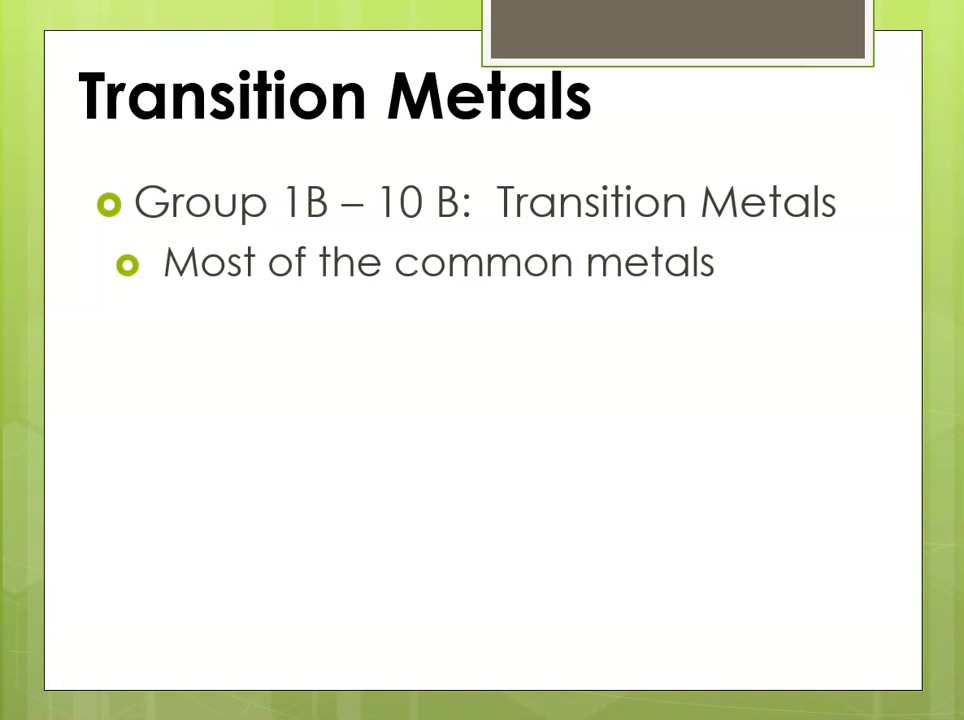 Transition Metals
Group 1B – 10 B:  Transition Metals
Most of the common metals